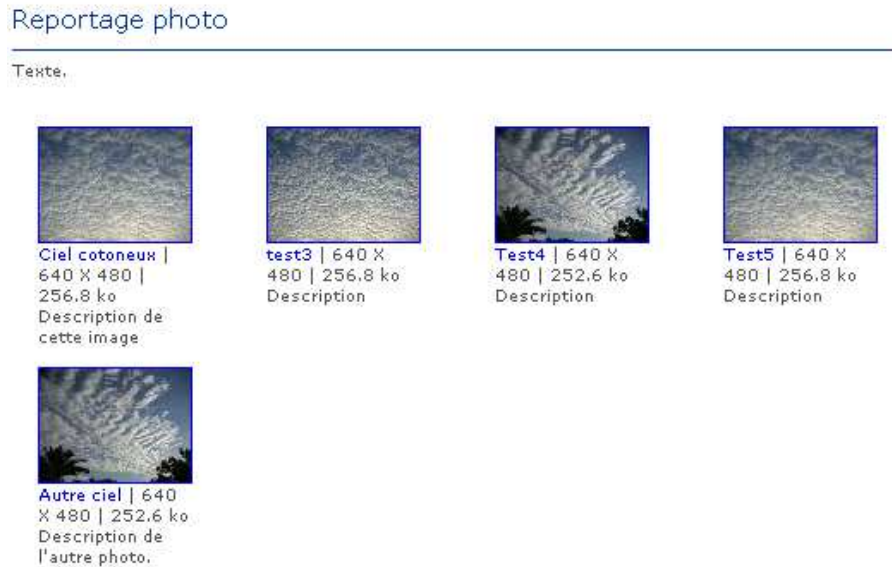 Reportage photo
Texte.
Ciel cotoneux |
640 X 480 |
256.8 ko
Description de
cette image
test3 | 640 X
480 | 256.8 ko
Description
Test4 | 640 X
480 | 252.6 ko
Description
Test5 | 640 X
480 | 256.8 ko
Description
Autre ciel | 640
X 480 | 252.6 ko
Description de
l'autre photo.